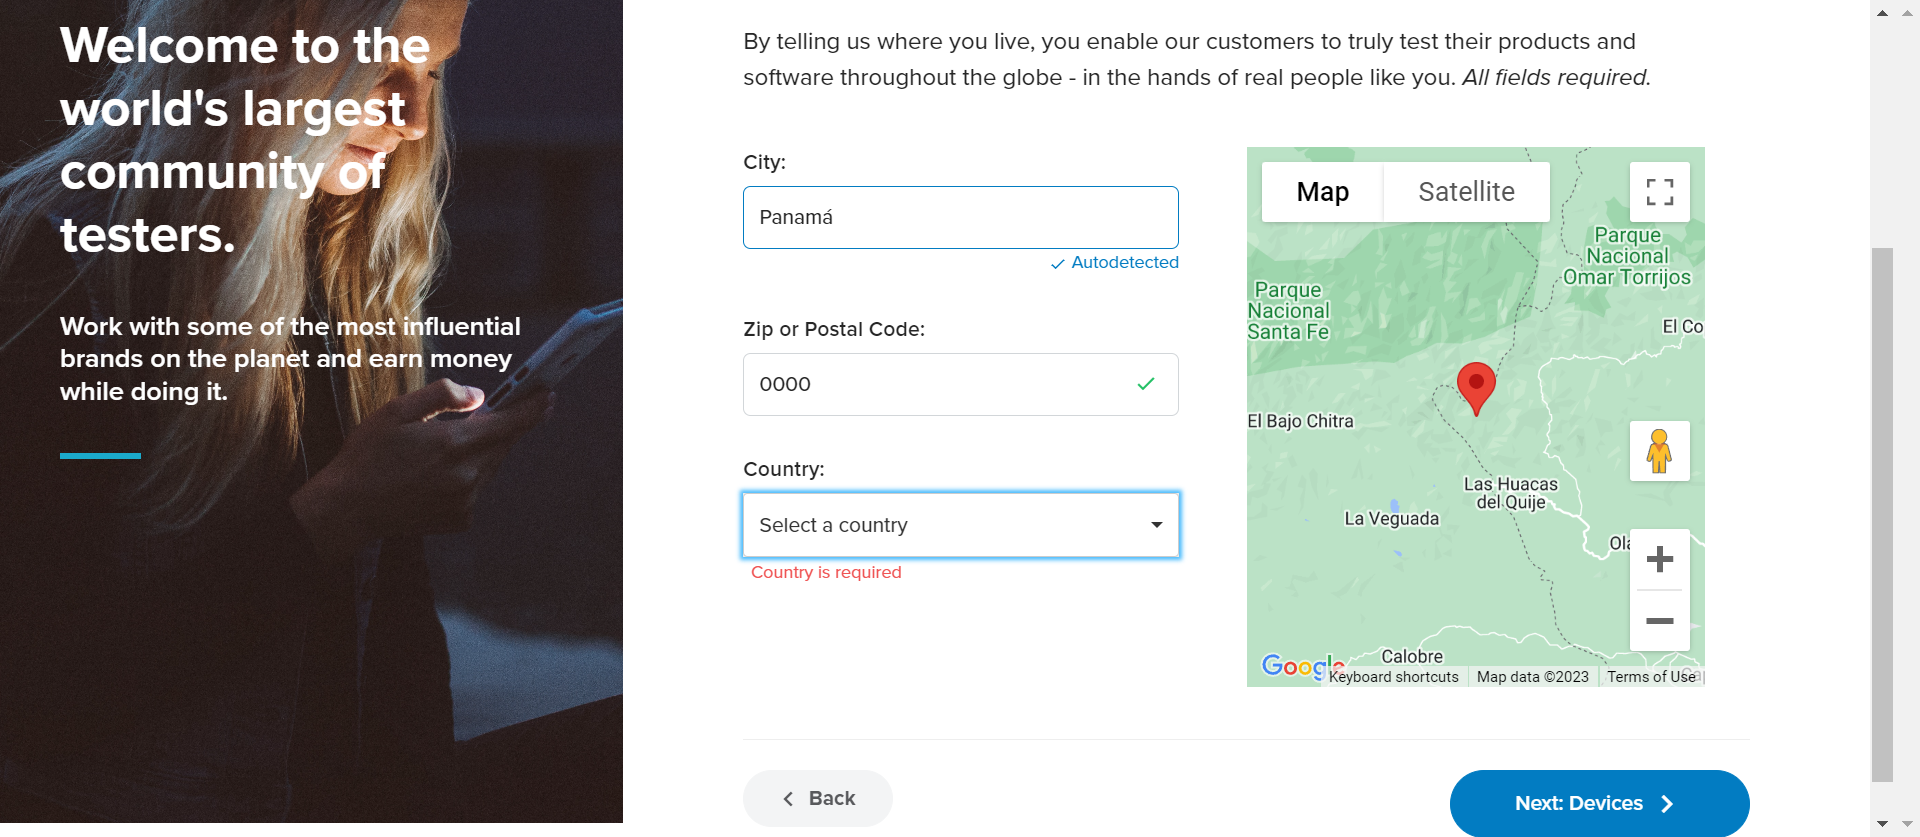 Welcome to the
world's largest
community of
testers.
Work with some of the most influential
brands on the planet and earn money
while doing it.
By telling us where you live, you enable our customers to truly test their products and
software throughout the globe - in the hands of real people like you. All fields required.
City:
Panamá
Autodetected
Zip or Postal Code:
0000
Country:
Select a country
Country is required
Map
Satellite
Parque
Nacional
Omar Torrijos
Parque
Nacional
Santa Fe
El Co
El Bajo Chitra
Las Huacas
del Quije
La Veguada
Ola
Calobre
Google
Keyboard shortcuts
Map data ©2023
Terms of Use
Back
Next: Devices